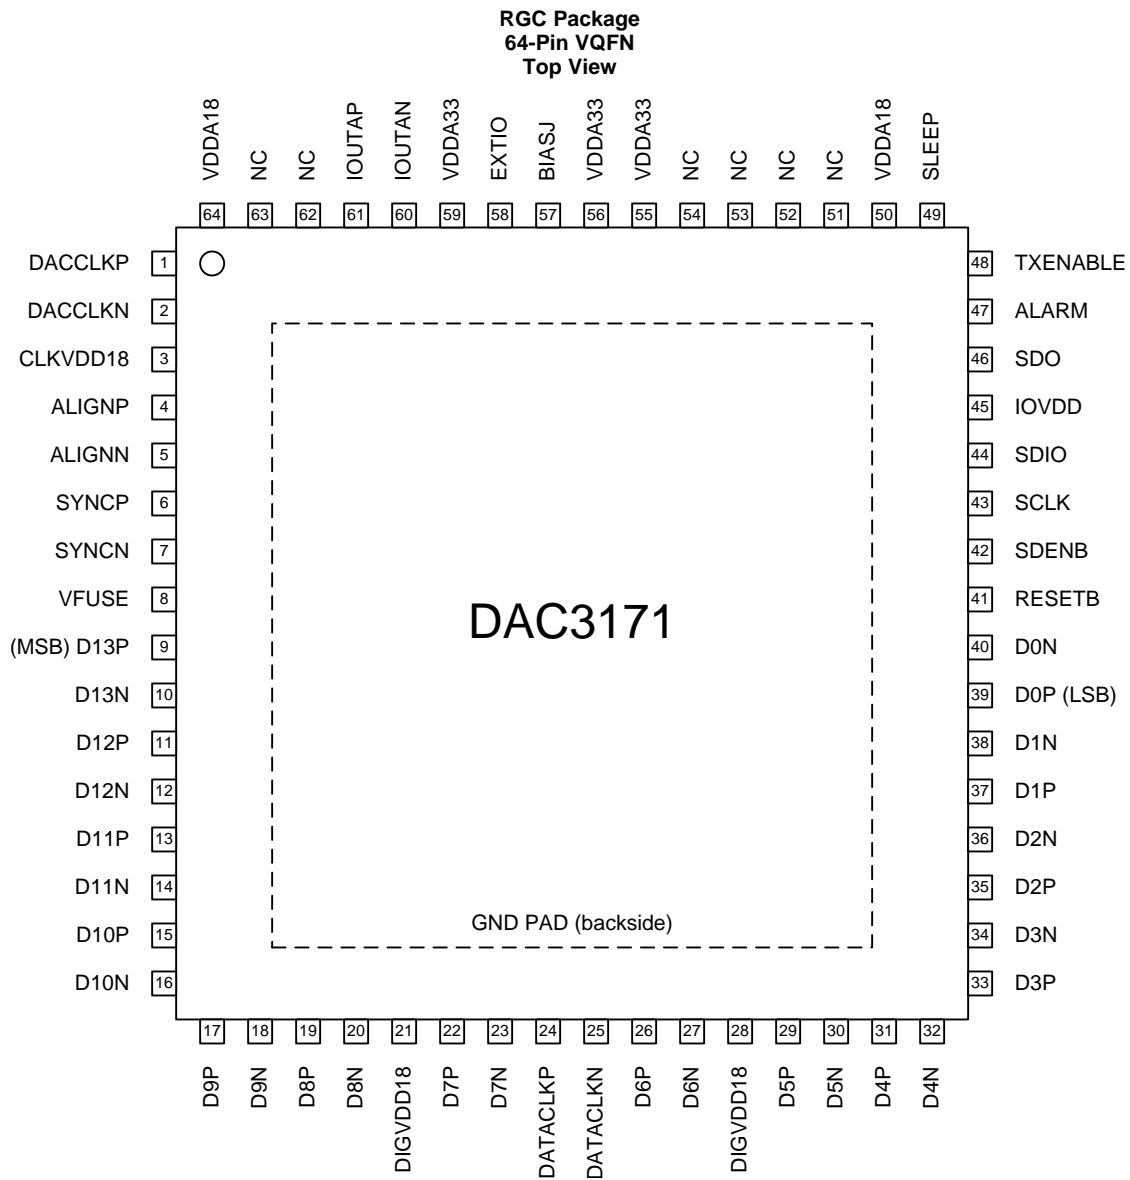 RGC Package
64-Pin VQFN
Top View
VDDA18
NC
NC
IOUTAP
IOUTAN
VDDA33
EXTIO
BIASJ
VDDA33
VDDA33
NC
NC
NC
NC
VDDA18
SLEEP
64 63 62 61 60 59 58 57 56 55 54 53 52 51 50 49
DACCLKP 1
DACCLKN 2
CLKVDD18 3
ALIGNP 4
ALIGNN 5
SYNCP 6
SYNCN 7
VFUSE 8
(MSB) D13P 9
D13N 10
D12P 11
D12N 12
D11P 13
D11N 14
D10P 15
D10N 16
DAC3171
GND PAD (backside)
48 TXENABLE
47 ALARM
46 SDO
45 IOVDD
44 SDIO
43 SCLK
42 SDENB
41 RESETB
40 D0N
39 D0P (LSB)
38 D1N
37 D1P
36 D2N
35 D2P
34 D3N
33 D3P
17 18 19 20 21 22 23 24 25 26 27 28 29 30 31 32
D9P
D9N
D8P
D8N
DIGVDD18
D7P
D7N
DATACLKP
DATACLKN
D6P
D6N
DIGVDD18
D5P
D5N
D4P
D4N